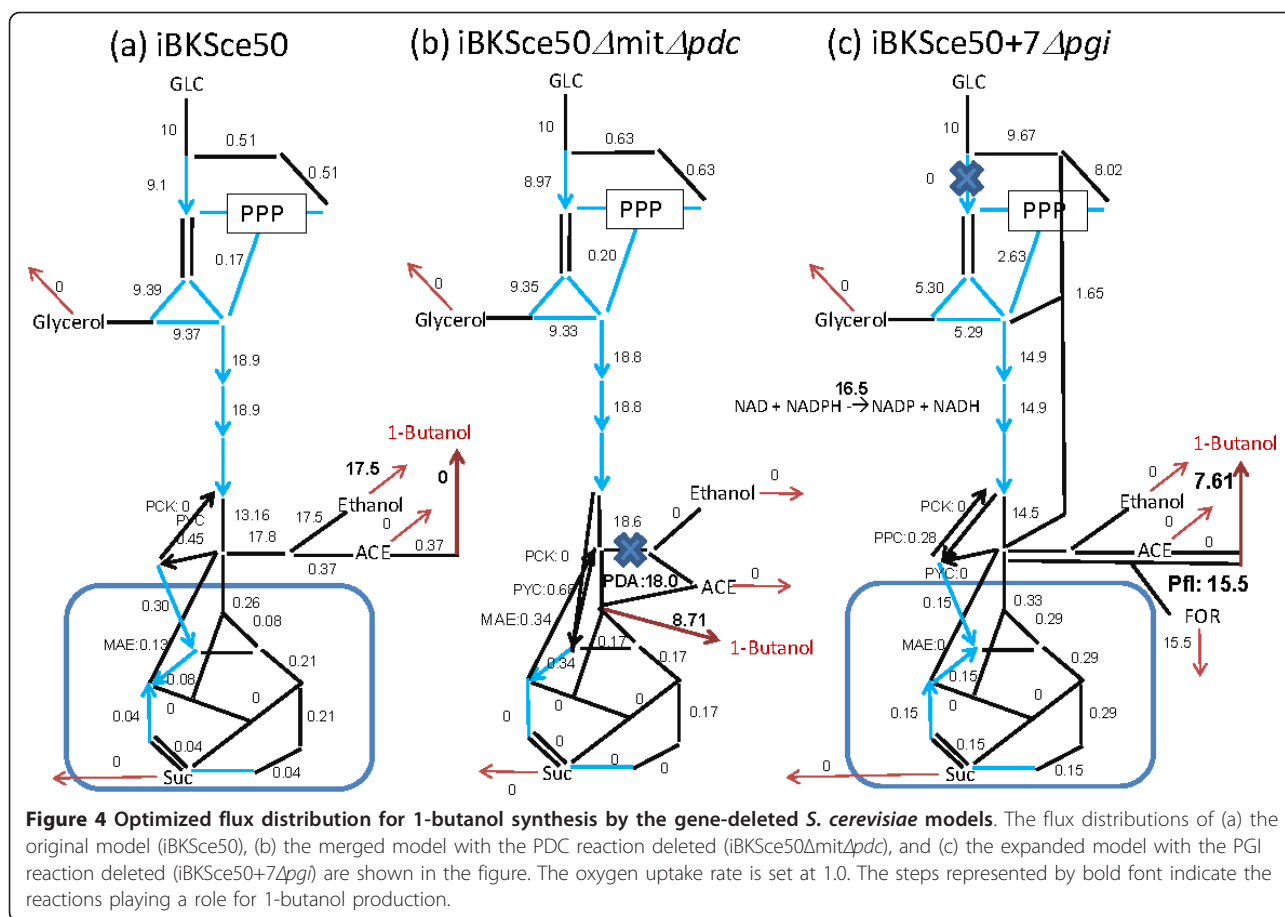 (a) iBKSce50
GLC
10
0.51
0.51
9.1
PPP
0.17
0
9.39
Glycerol
9.37
18.9
18.9
1-Butanol
17.5
0
Ethanol
PCK: 0
PYC
0.45
13.16
17.5
0
17.8
ACE
0.37
0.37
0.30
0.26
0.08
MAE:0.13
0.21
0.08
0
0
0.04
0.21
0.04
0
Suc
0.04
(b) iBKSce50ΔmitΔpdc
GLC
10
0.63
0.63
8.97
PPP
0.20
0
9.35
Glycerol
9.33
18.8
18.8
Ethanol
0
18.6
0
PCK: 0
PDA:18.0
ACE
0
PYC:0.68
MAE:0.34
8.71
0.17
1-Butanol
0.34
0.17
0
0
0
0.17
0
0
Suc
0
0
(c) iBKSce50+7Δpgi
GLC
10
9.67
0
8.02
PPP
2.63
0
5.30
1.65
Glycerol
5.29
14.9
16.5
NAD + NADPH -→NADP + NADH
14.9
1-Butanol
0
7.61
Ethanol
PCK:0
0
0
PPC:0.28
14.5
ACE
0
0
PYC:0
Pfl: 15.5
FOR
0.15
0.33
0.29
15.5
MAE:0
0.29
0.15
0
0
0.15
0.29
0.15
0
Suc
0.15
Figure 4 Optimized flux distribution for 1-butanol synthesis by the gene-deleted S. cerevisiae models. The flux distributions of (a) the
original model (iBKSce50), (b) the merged model with the PDC reaction deleted (iBKSce50ΔmitΔpdc), and (c) the expanded model with the PGI
reaction deleted (iBKSce50+7Δpgi) are shown in the figure. The oxygen uptake rate is set at 1.0. The steps represented by bold font indicate the
reactions playing a role for 1-butanol production.